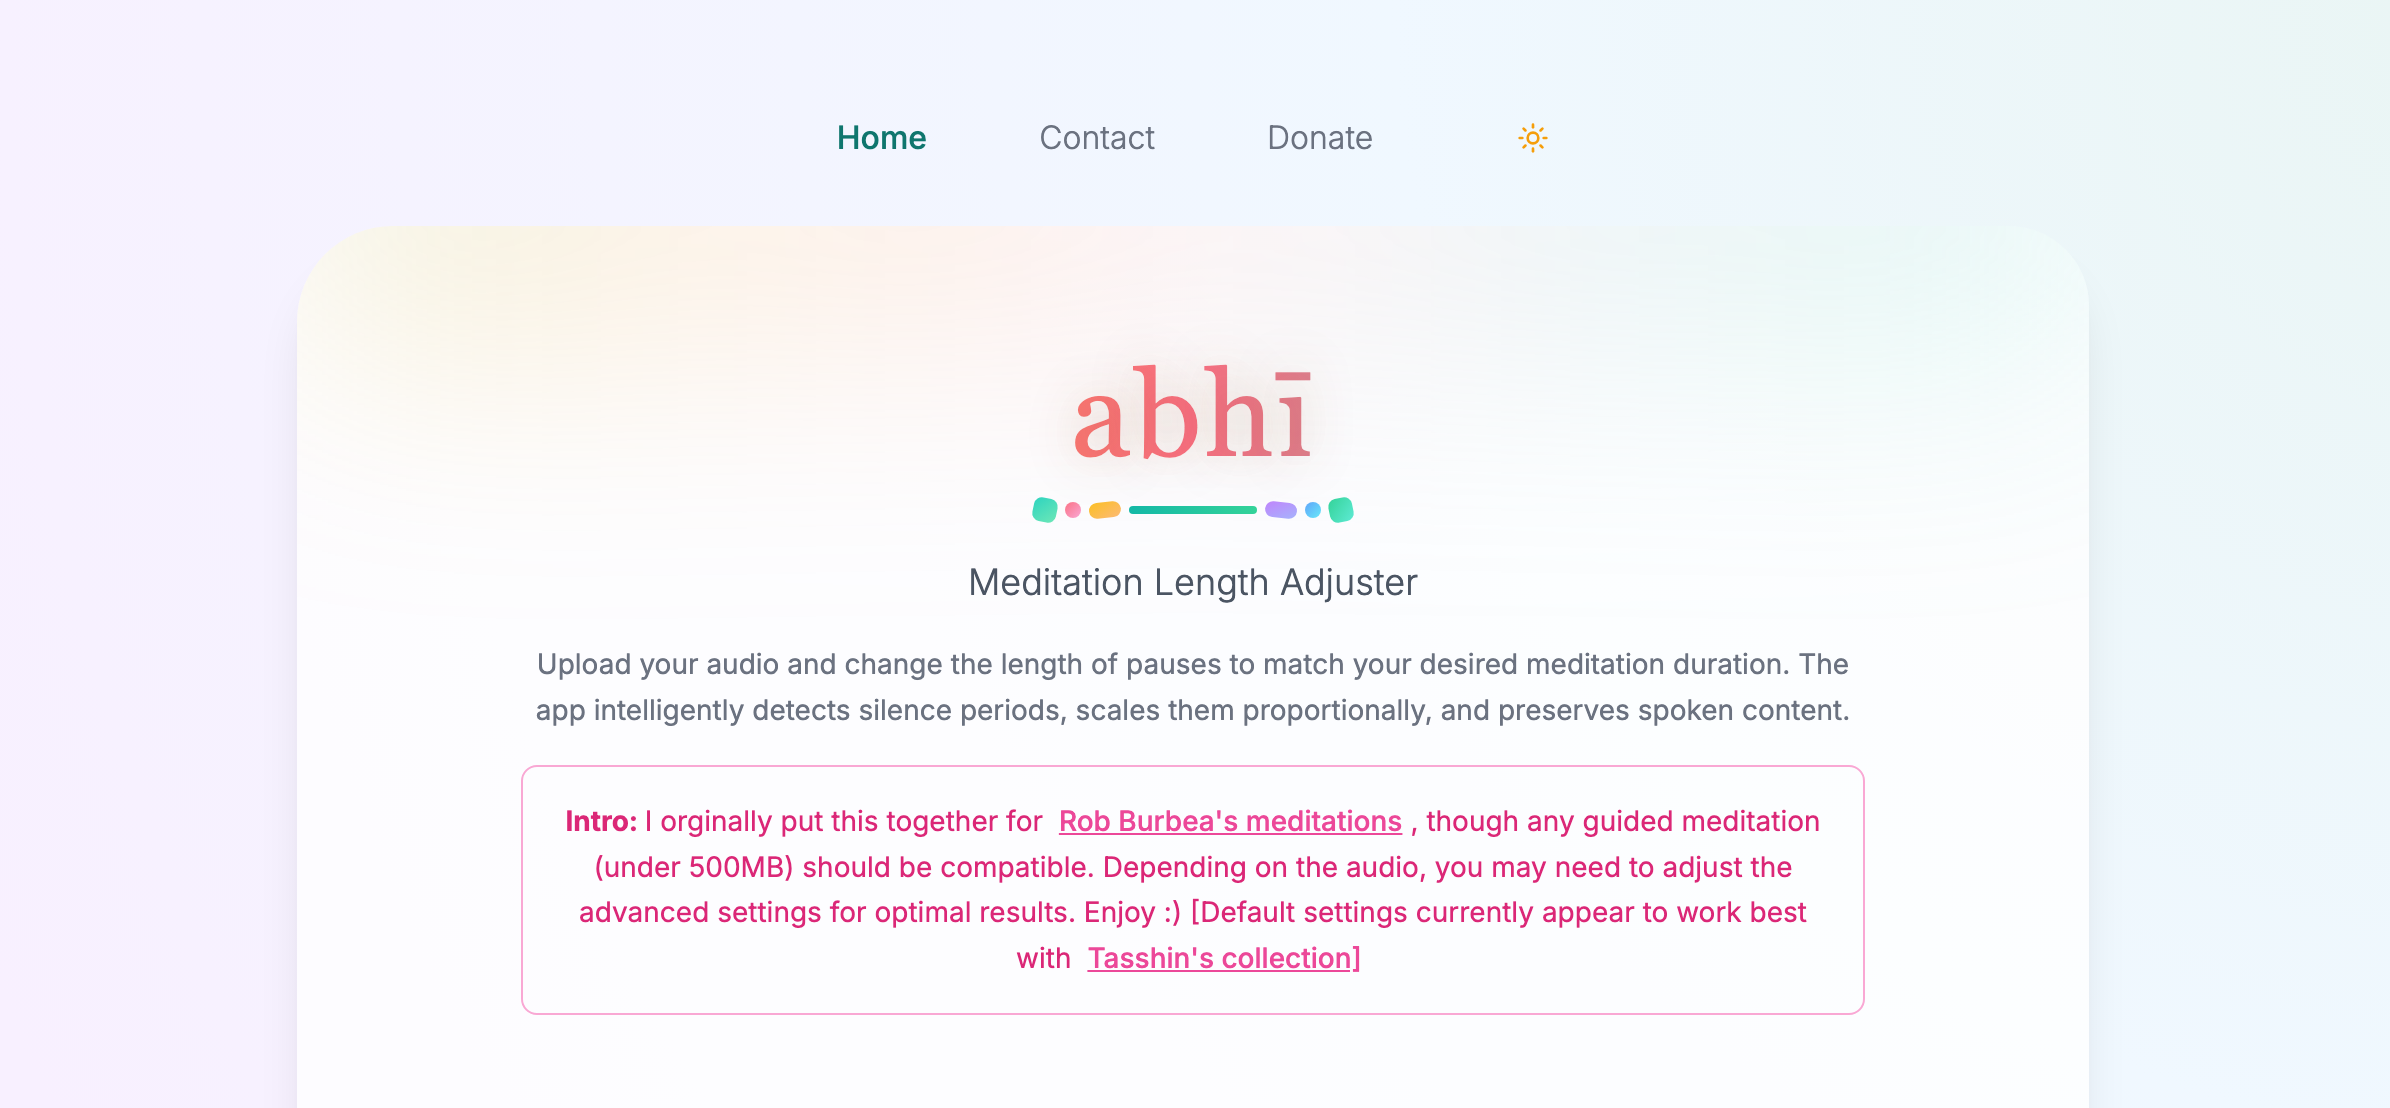 Home Contact Donate
abhī
Meditation Length Adjuster
Upload your audio and change the length of pauses to match your desired meditation duration. The
app intelligently detects silence periods, scales them proportionally, and preserves spoken content.
Intro: I orginally put this together for Rob Burbea's meditations , though any guided meditation
(under 500MB) should be compatible. Depending on the audio, you may need to adjust the
advanced settings for optimal results. Enjoy :) [Default settings currently appear to work best
with Tasshin's collection]